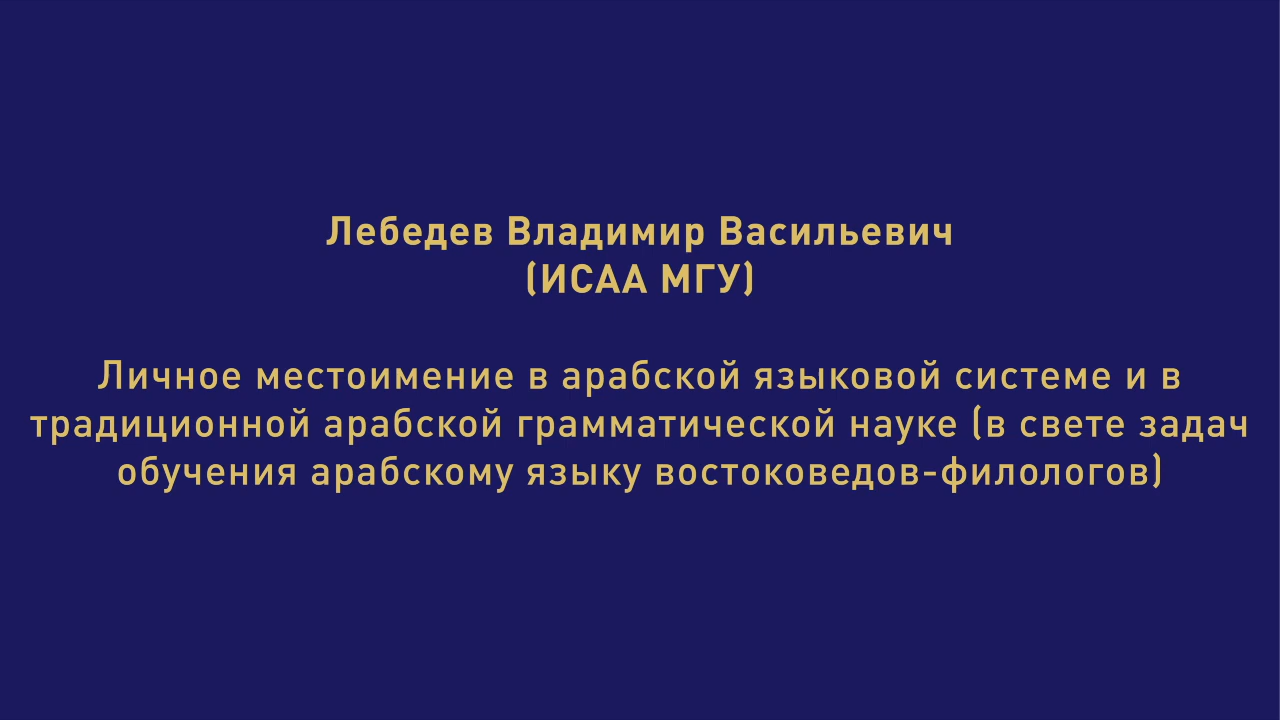 Лебедев Владимир Васильевич
(ИСАА МГУ)
Личное местоимение в арабской языковой системе и в
традиционной арабской грамматической науке (в свете задач
обучения арабскому языку востоковедов-филологов)